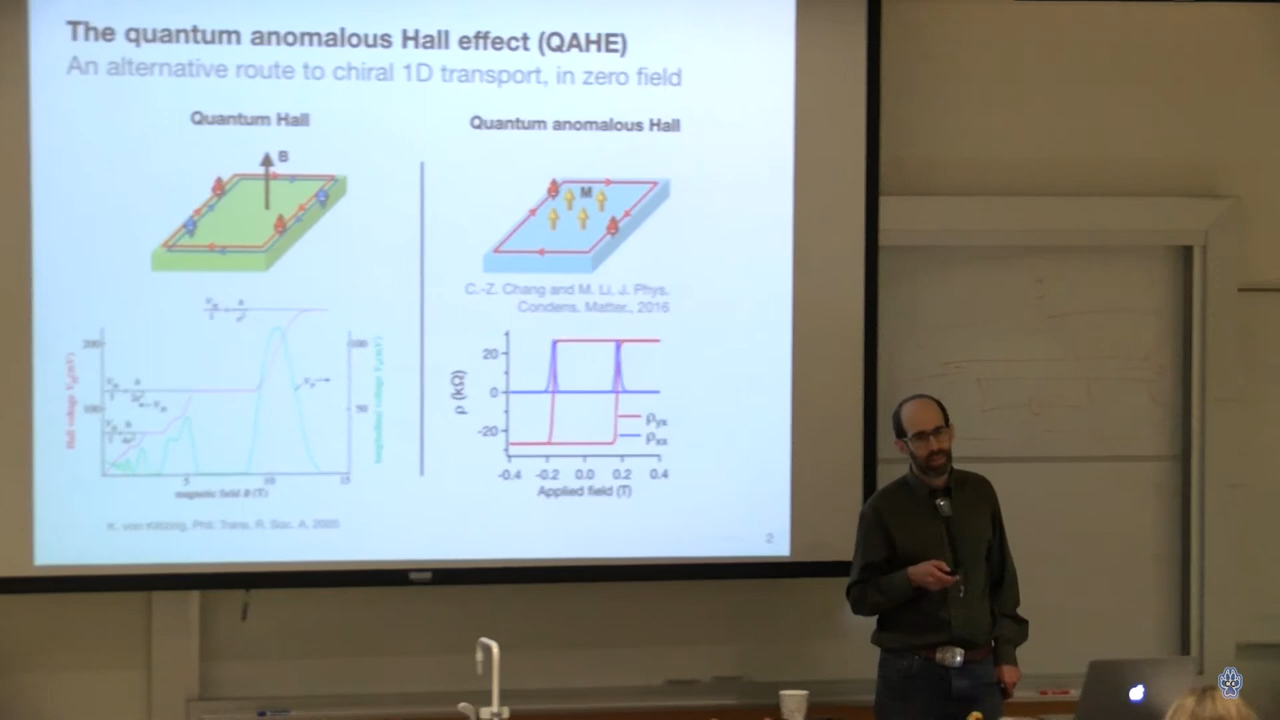 The quantum anomalous Hall effect (QAHE)
An alternative route to chiral 1D transport, in zero field
Quantum Hall
Quantum anomalous Hall
B
M
C.-Z. Chang and M. Li, J. Phys.
Condens. Matter., 2016
200
100
100
50
5
10
15
magnetic field B (T)
K. von Klitzing, Phil. Trans. R. Soc. A, 2005
20
0
-20
ρ (kΩ)
ρyx
ρxx
-0.4 -0.2 0.0 0.2 0.4
Applied field (T)
2